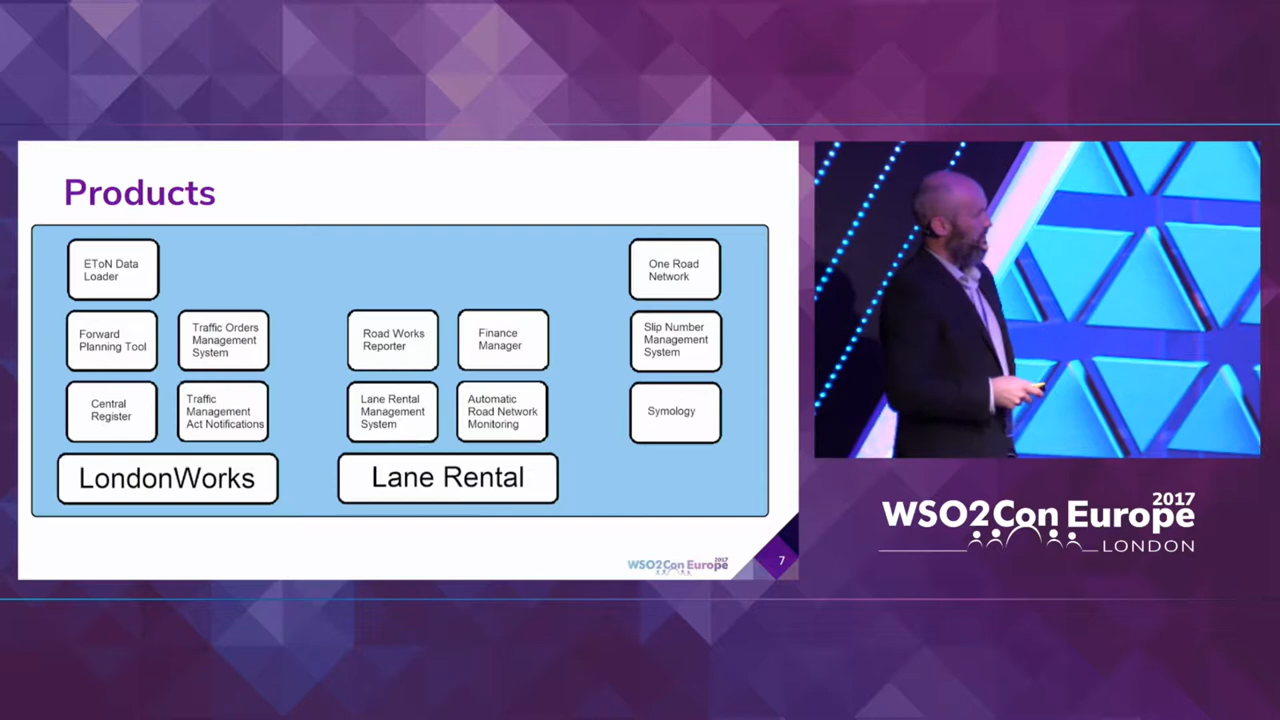 Products
EToN Data
Loader
One Road
Network
Forward
Planning Tool
Traffic Orders
Management
System
Road Works
Reporter
Finance
Manager
Slip Number
Management
System
Central
Register
Traffic
Management
Act Notifications
Lane Rental
Management
System
Automatic
Road Network
Monitoring
Symology
LondonWorks
Lane Rental
WSO2Con Europe 2017
7
WSO2Con Europe 2017
LONDON